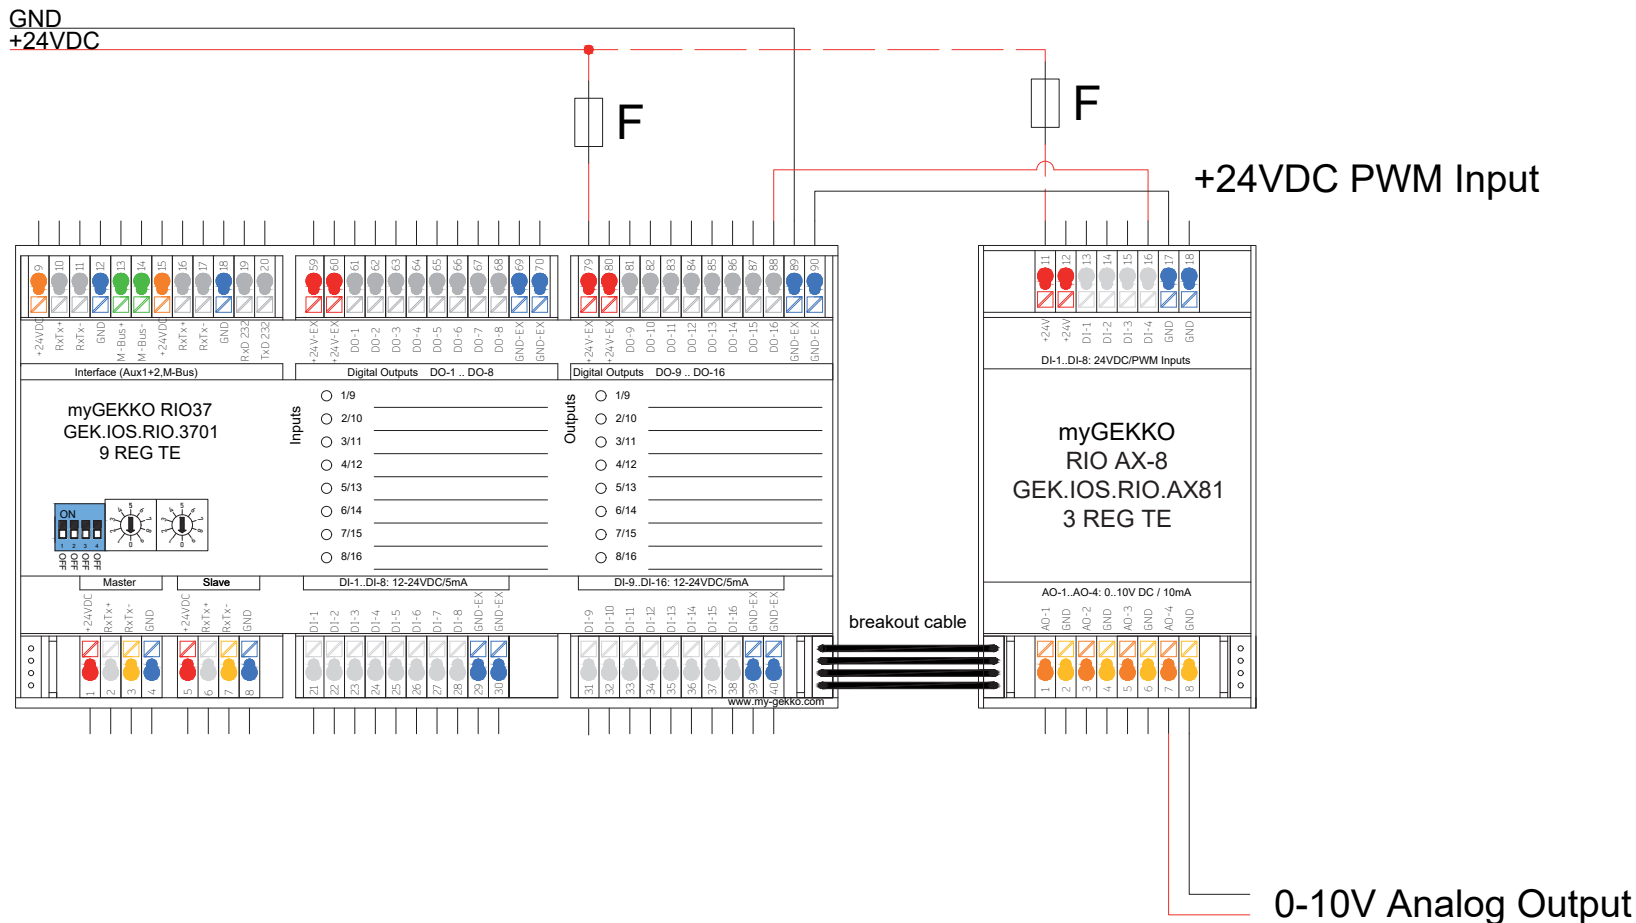 GND
+24VDC
F
F
+24VDC PWM Input
9 10 11 12 13 14 15 16 17 18 19 20
59 60 61 62 63 64 65 66 67 68 69 70
79 80 81 82 83 84 85 86 87 88 89 90
11 12 13 14 15 16 17 18
+24VDC RxTx+ RxTx- GND M-Bus+ M-Bus- +24VDC RxTx+ RxTx- GND RxD 232 TxD 232
+24V-EX +24V-EX DO-1 DO-2 DO-3 DO-4 DO-5 DO-6 DO-7 DO-8 GND-EX GND-EX
+24V-EX +24V-EX DO-9 DO-10 DO-11 DO-12 DO-13 DO-14 DO-15 DO-16 GND-EX GND-EX
+24V +24V DI-1 DI-2 DI-3 DI-4 GND GND
Interface (Aux1+2,M-Bus)
Digital Outputs DO-1 .. DO-8
Digital Outputs DO-9 .. DO-16
DI-1..DI-8: 24VDC/PWM Inputs
myGEKKO RIO37
GEK.IOS.RIO.3701
9 REG TE
ON
1 2 3 4
OFF OFF OFF OFF
Inputs
1/9
2/10
3/11
4/12
5/13
6/14
7/15
8/16
Outputs
1/9
2/10
3/11
4/12
5/13
6/14
7/15
8/16
myGEKKO
RIO AX-8
GEK.IOS.RIO.AX81
3 REG TE
Master
Slave
DI-1..DI-8: 12-24VDC/5mA
DI-9..DI-16: 12-24VDC/5mA
AO-1..AO-4: 0..10V DC / 10mA
+24VDC RxTx+ RxTx- GND
+24VDC RxTx+ RxTx- GND
DI-1 DI-2 DI-3 DI-4 DI-5 DI-6 DI-7 DI-8 GND-EX GND-EX
DI-9 DI-10 DI-11 DI-12 DI-13 DI-14 DI-15 DI-16 GND-EX GND-EX
AO-1 GND AO-2 GND AO-3 GND AO-4 GND
breakout cable
1 2 3 4
5 6 7 8
21 22 23 24 25 26 27 28 29 30
31 32 33 34 35 36 37 38 39 40
1 2 3 4 5 6 7 8
www.my-gekko.com
0-10V Analog Output